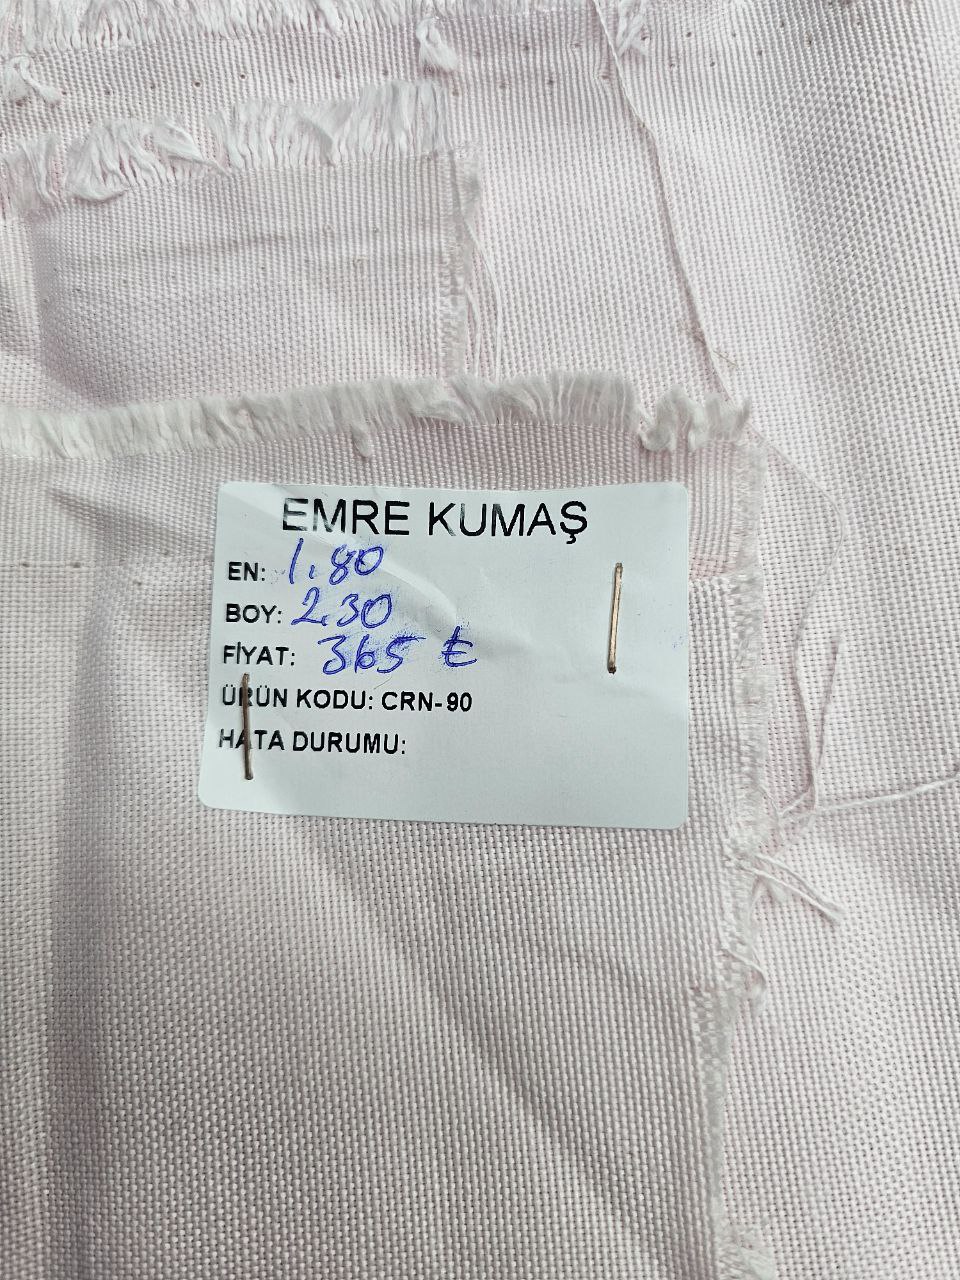 EMRE KUMAŞ
EN: 1.80
BOY: 2.30
FİYAT: 365 ₺
ÜRÜN KODU: CRN-90
HATA DURUMU: